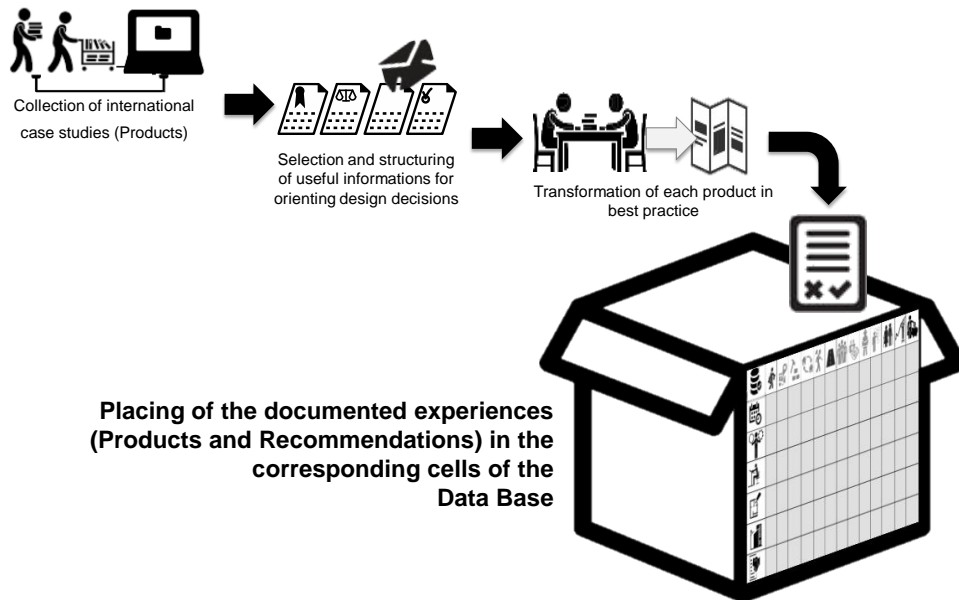 Collection of international
case studies (Products)
Selection and structuring
of useful informations for
orienting design decisions
Transformation of each product in
best practice
Placing of the documented experiences
(Products and Recommendations) in the
corresponding cells of the
Data Base